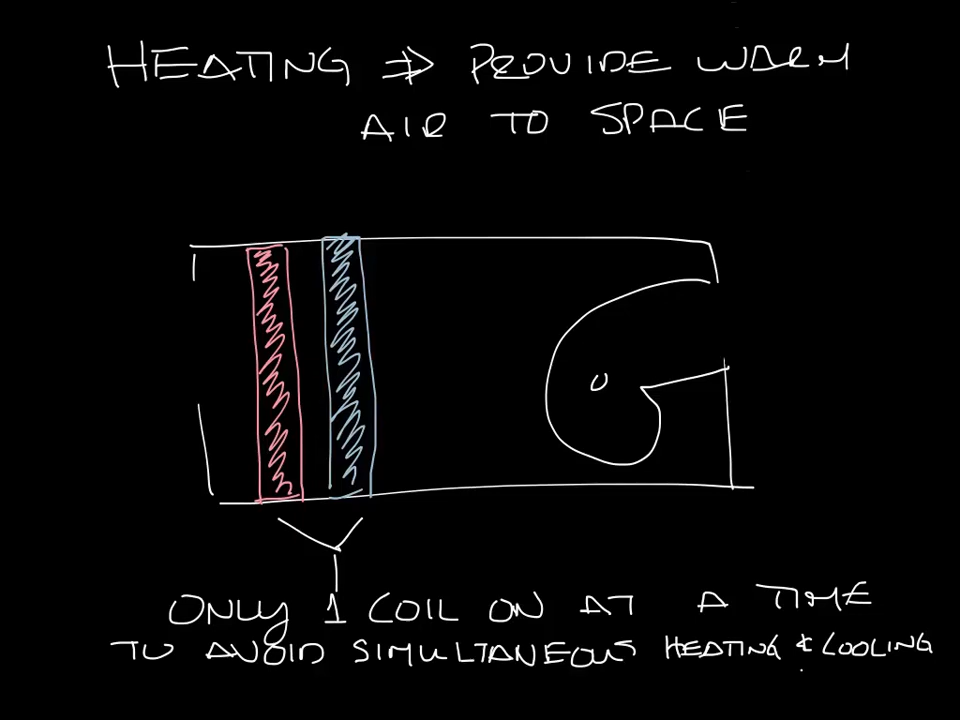 HEATING ⇒ PROVIDE WARM
AIR TO SPACE
ONLY 1 COIL ON AT A TIME
TO AVOID SIMULTANEOUS HEATING & COOLING